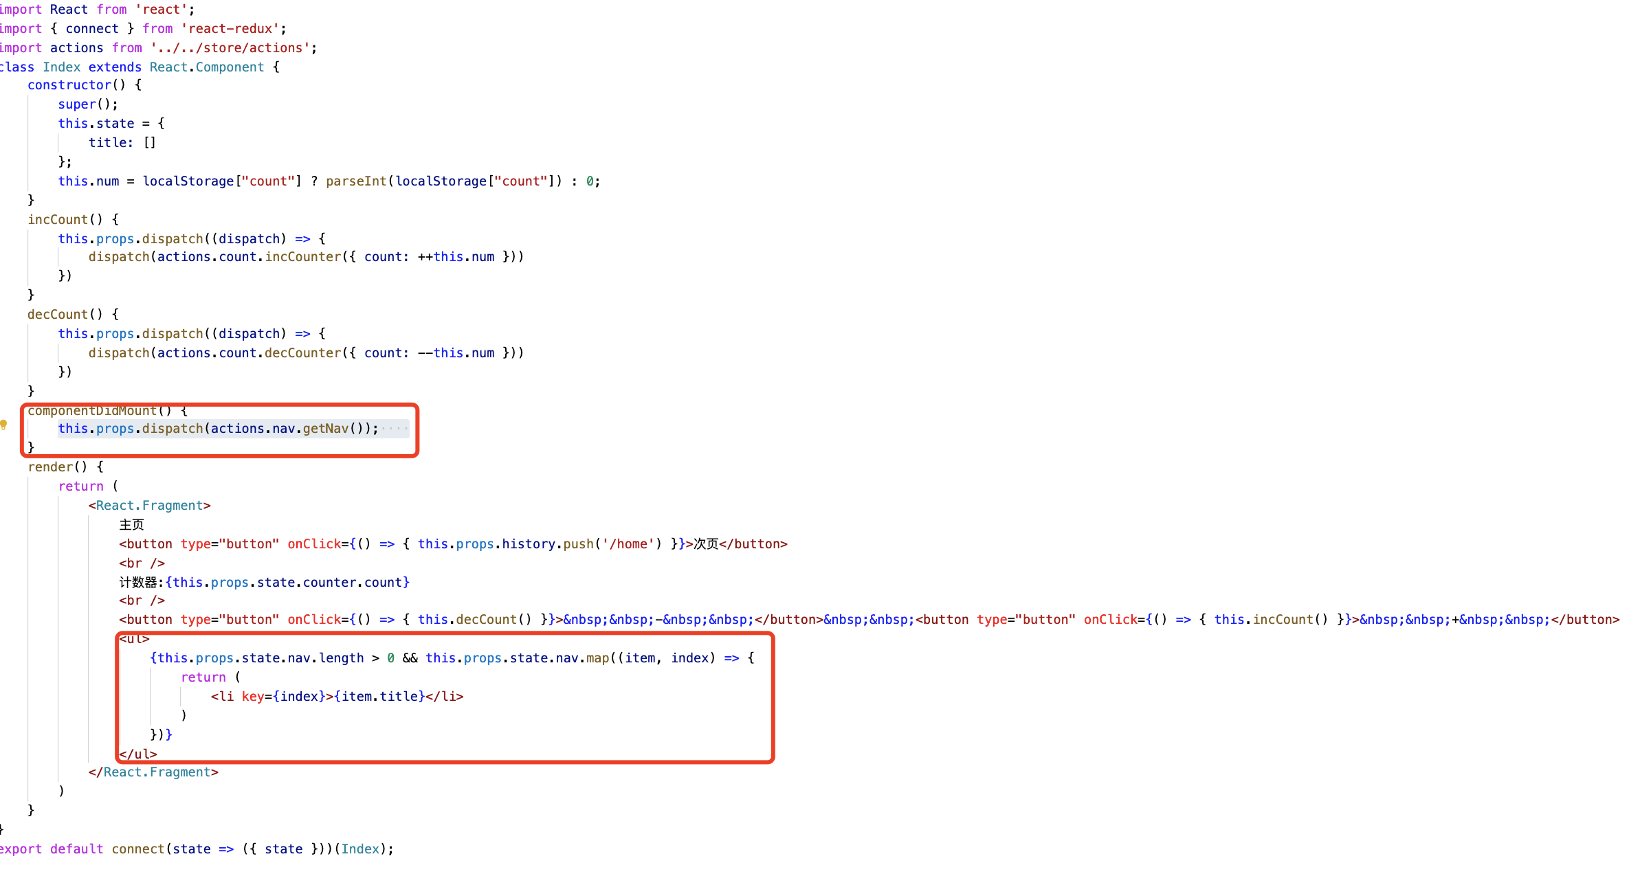 import React from 'react';
import { connect } from 'react-redux';
import actions from '../../store/actions';
class Index extends React.Component {
    constructor() {
        super();
        this.state = {
            title: []
        };
        this.num = localStorage["count"] ? parseInt(localStorage["count"]) : 0;
    }
    incCount() {
        this.props.dispatch((dispatch) => {
            dispatch(actions.count.incCounter({ count: ++this.num }))
        })
    }
    decCount() {
        this.props.dispatch((dispatch) => {
            dispatch(actions.count.decCounter({ count: --this.num }))
        })
    }
    componentDidMount() {
        this.props.dispatch(actions.nav.getNav());
    }
    render() {
        return (
            <React.Fragment>
                主页
                <button type="button" onClick={() => { this.props.history.push('/home') }}>次页</button>
                <br />
                计数器:{this.props.state.counter.count}
                <br />
                <button type="button" onClick={() => { this.decCount() }}>&nbsp;&nbsp;-&nbsp;&nbsp;</button>&nbsp;&nbsp;<button type="button" onClick={() => { this.incCount() }}>&nbsp;&nbsp;+&nbsp;&nbsp;</button>
                <ul>
                    {this.props.state.nav.length > 0 && this.props.state.nav.map((item, index) => {
                        return (
                            <li key={index}>{item.title}</li>
                        )
                    })}
                </ul>
            </React.Fragment>
        )
    }
}
export default connect(state => ({ state }))(Index);